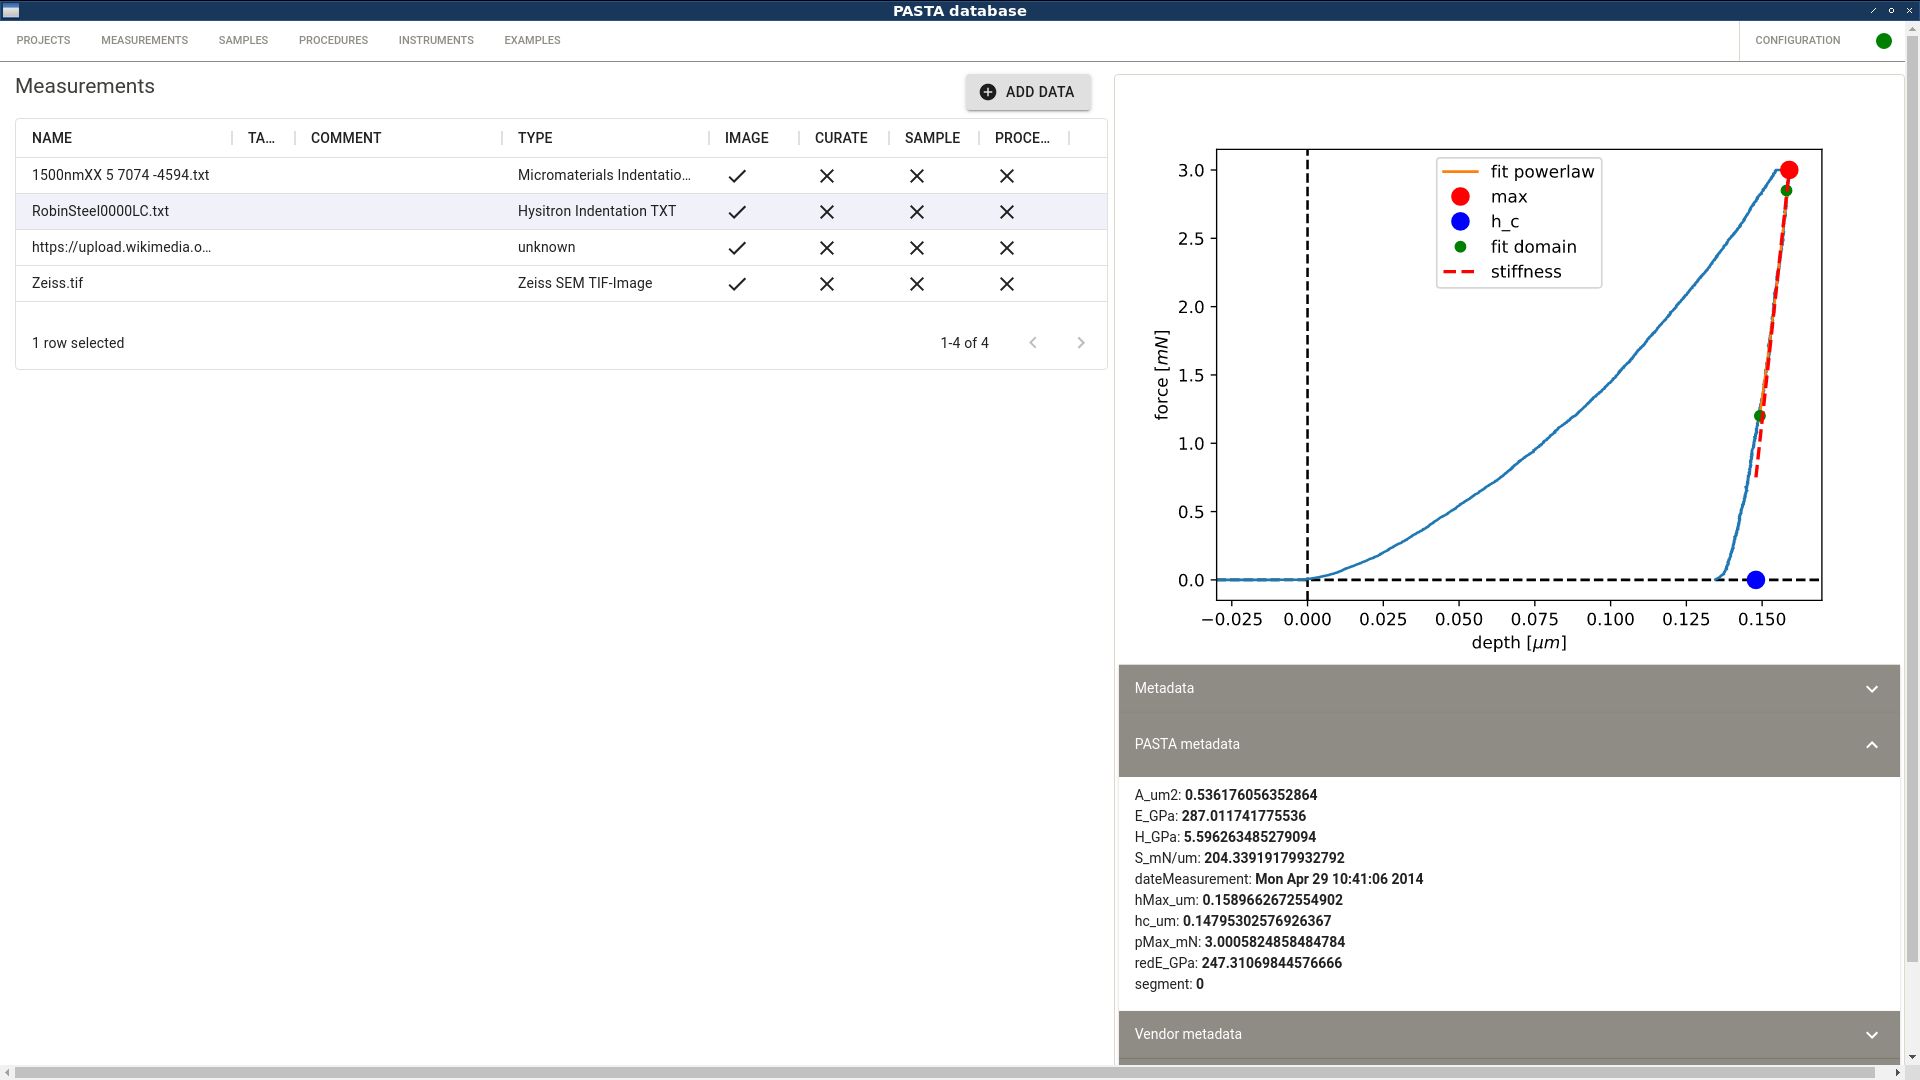 PASTA database
PROJECTS MEASUREMENTS SAMPLES PROCEDURES INSTRUMENTS EXAMPLES CONFIGURATION
Measurements
ADD DATA
NAME TA... COMMENT TYPE IMAGE CURATE SAMPLE PROCE...
1500nmXX 5 7074 -4594.txt Micromaterials Indentatio...
RobinSteel0000LC.txt Hysitron Indentation TXT
https://upload.wikimedia.o... unknown
Zeiss.tif Zeiss SEM TIF-Image
1 row selected 1-4 of 4
fit powerlaw
max
h_c
fit domain
stiffness
3.0
2.5
2.0
1.5
1.0
0.5
0.0
force [mN]
−0.025 0.000 0.025 0.050 0.075 0.100 0.125 0.150
depth [μm]
Metadata
PASTA metadata
A_um2: 0.536176056352864
E_GPa: 287.011741775536
H_GPa: 5.596263485279094
S_mN/um: 204.33919179932792
dateMeasurement: Mon Apr 29 10:41:06 2014
hMax_um: 0.1589662672554902
hc_um: 0.14795302576926367
pMax_mN: 3.0005824858484784
redE_GPa: 247.31069844576666
segment: 0
Vendor metadata